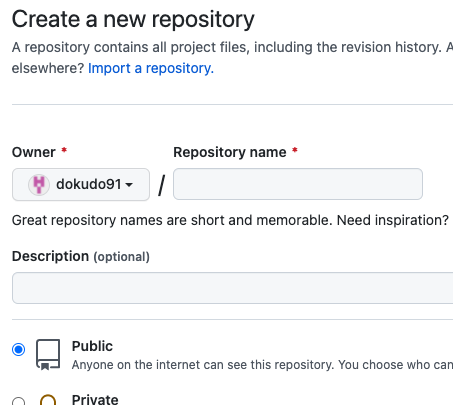 Create a new repository
A repository contains all project files, including the revision history. A
elsewhere? Import a repository.
Owner *
Repository name *
dokudo91
/
Great repository names are short and memorable. Need inspiration?
Description (optional)
Public
Anyone on the internet can see this repository. You choose who can
Private